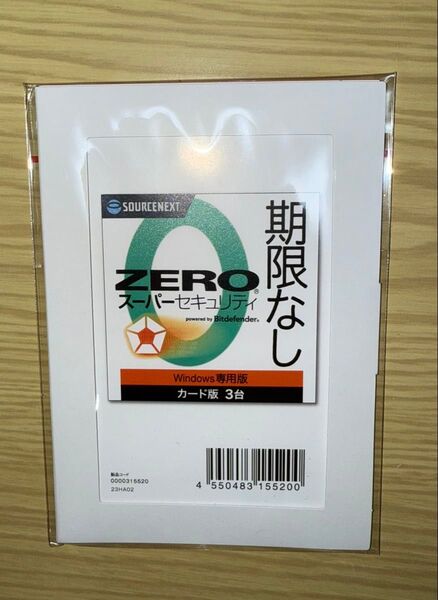 SOURCENEXT
期限なし
ZERO®
スーパーセキュリティ
powered by Bitdefender®
Windows専用版
カード版 3台
製品コード
0000315520
23HA02
4 550483 155200